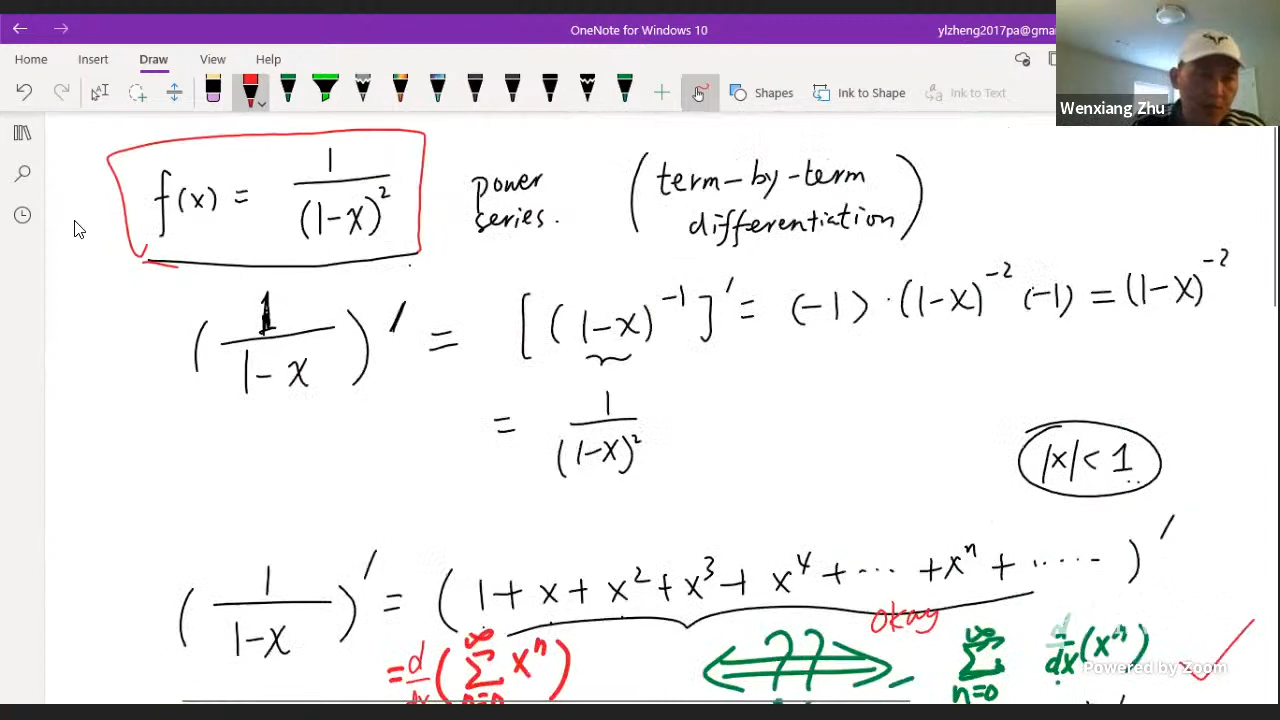 OneNote for Windows 10
ylzheng2017pa@gma
Home Insert Draw View Help
Shapes Ink to Shape Ink to Text
Wenxiang Zhu
f(x) = 1/(1-x)^2 power series. (term-by-term differentiation)
(1/(1-x))' = [(1-x)^-1]' = (-1)·(1-x)^-2 (-1) = (1-x)^-2
= 1/(1-x)^2
|x| < 1
(1/(1-x))' = (1 + x + x^2 + x^3 + x^4 + ... + x^n + .....)'
okay
= d/dx (∑_{n=0}^∞ x^n) ?? ∑_{n=0}^∞ d/dx (x^n)
Powered by Zoom